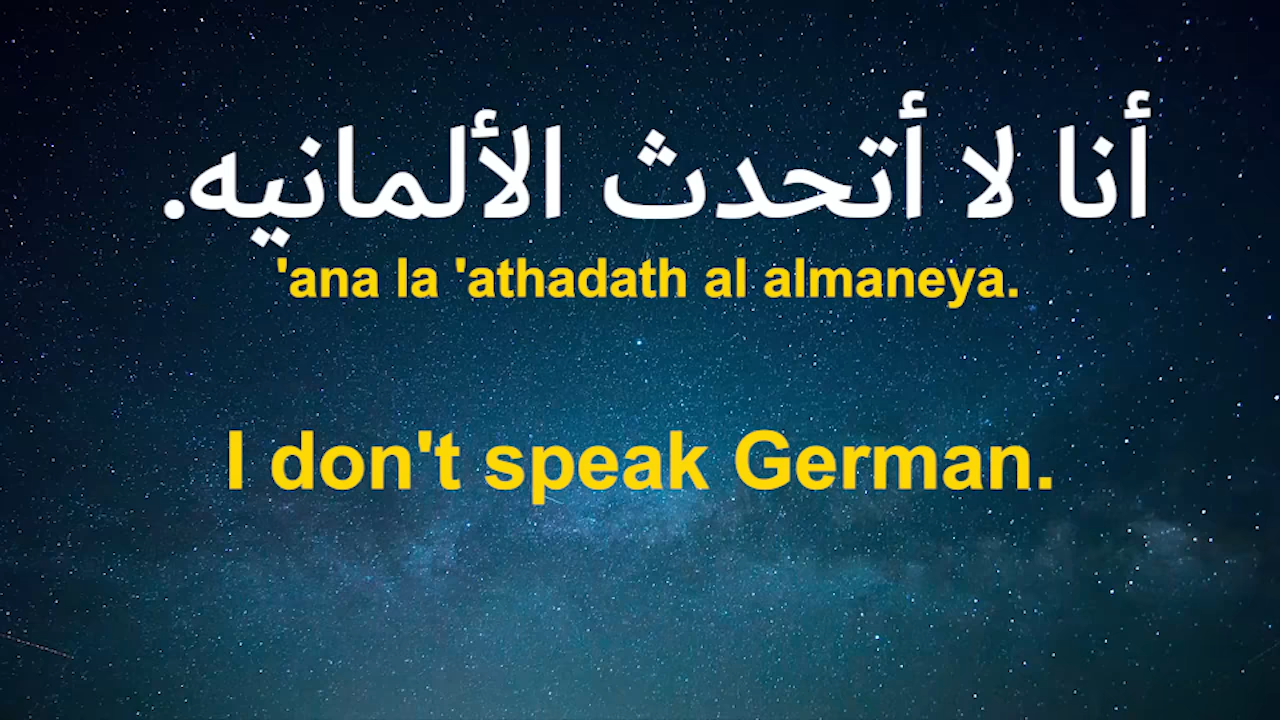 أنا لا أتحدث الألمانيه.
'ana la 'athadath al almaneya.
I don't speak German.